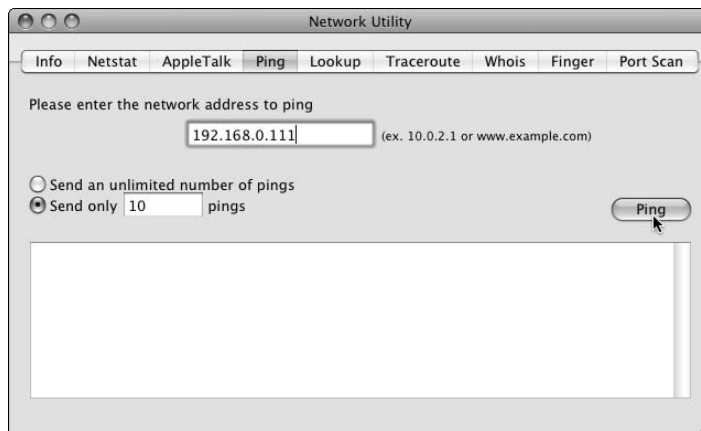 Network Utility
Info Netstat AppleTalk Ping Lookup Traceroute Whois Finger Port Scan
Please enter the network address to ping
192.168.0.111 (ex. 10.0.2.1 or www.example.com)
Send an unlimited number of pings
Send only 10 pings
Ping